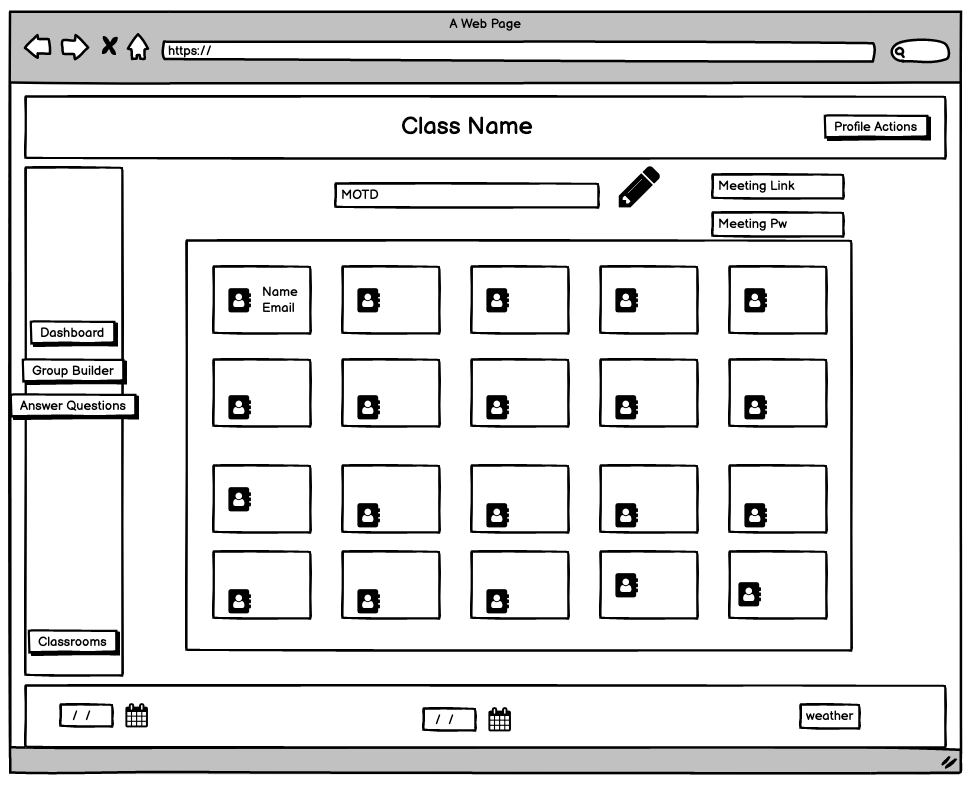 A Web Page
https://
Class Name
Profile Actions
MOTD
Meeting Link
Meeting Pw
Name
Email
Dashboard
Group Builder
Answer Questions
Classrooms
/ /
/ /
weather